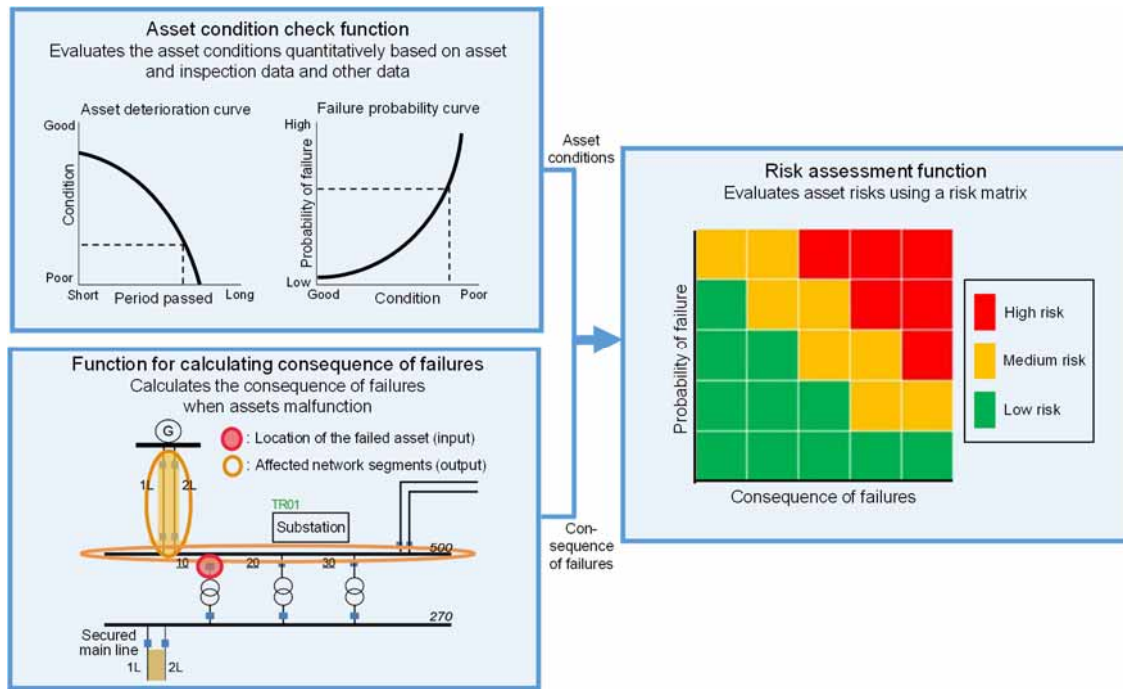 Asset condition check function
Evaluates the asset conditions quantitatively based on asset
and inspection data and other data
Asset deterioration curve
Good
Condition
Poor
Short
Period passed
Long
Failure probability curve
High
Probability of failure
Low
Good
Condition
Poor
Asset
conditions
Function for calculating consequence of failures
Calculates the consequence of failures
when assets malfunction
G
: Location of the failed asset (input)
: Affected network segments (output)
1L
2L
TR01
Substation
500
10
20
30
270
Secured
main line
1L
2L
Con-
sequence
of failures
Risk assessment function
Evaluates asset risks using a risk matrix
Probability of failure
Consequence of failures
High risk
Medium risk
Low risk